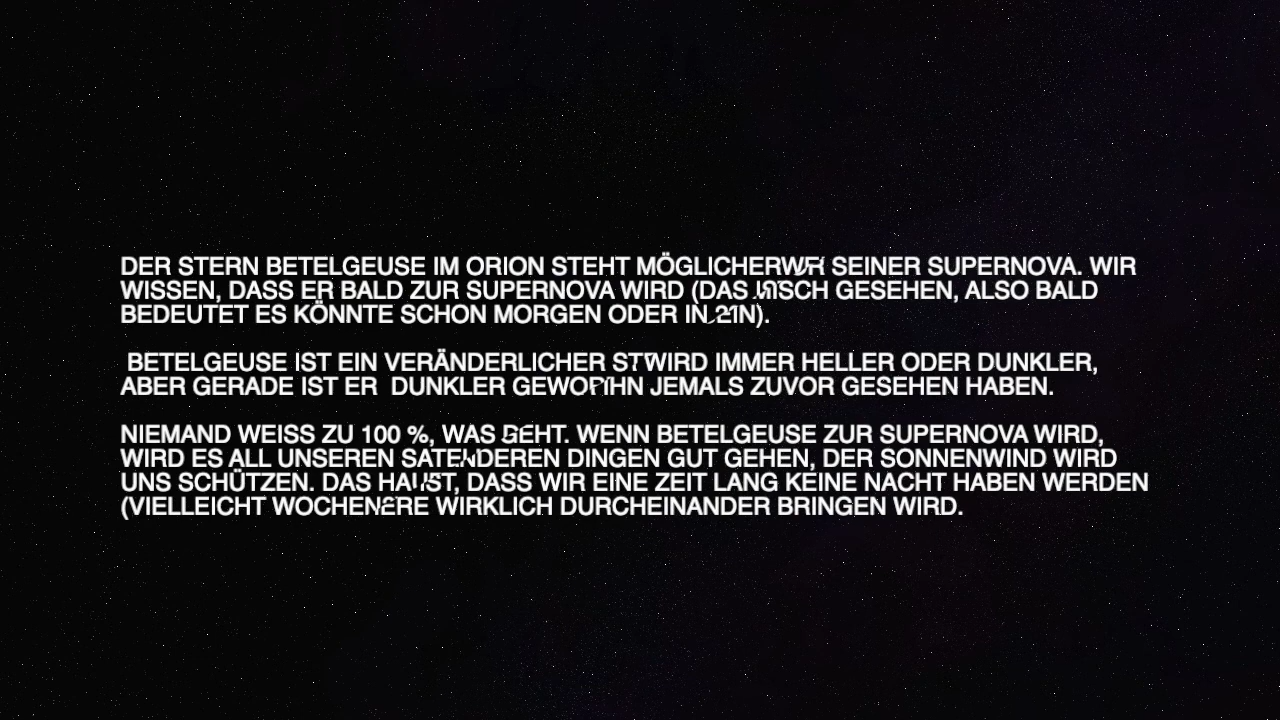 DER STERN BETELGEUSE IM ORION STEHT SEINER SUPERNOVA. WIR
WISSEN, DASS ER BALD ZUR SUPERNOVA WIRD (DAS GESEHEN, ALSO BALD
BEDEUTET ES KÖNNTE SCHON MORGEN ODER IN
BETELGEUSE IST EIN VERÄNDERLICHER IMMER HELLER ODER DUNKLER,
ABER GERADE IST ER DUNKLER JEMALS ZUVOR GESEHEN HABEN.
NIEMAND WEISS ZU 100 %, WAS GEHT. WENN BETELGEUSE ZUR SUPERNOVA WIRD,
WIRD ES ALL UNSEREN DINGEN GUT GEHEN, DER SONNENWIND WIRD
UNS SCHÜTZEN. DAS DASS WIR EINE ZEIT LANG KEINE NACHT HABEN WERDEN
(VIELLEICHT WIRKLICH DURCHEINANDER BRINGEN WIRD.